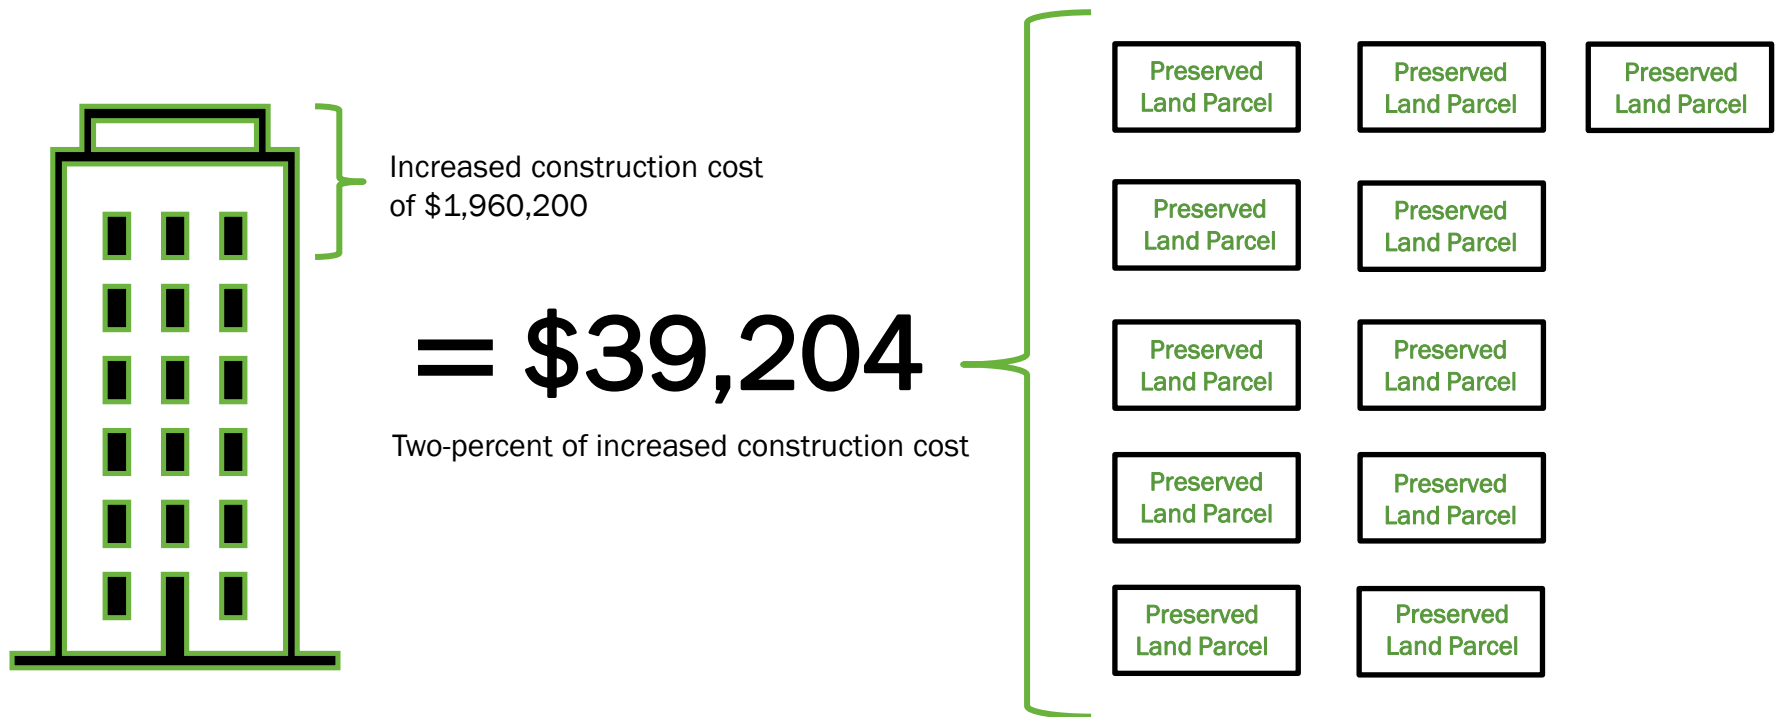 Increased construction cost
of $1,960,200
= $39,204
Two-percent of increased construction cost
Preserved
Land Parcel
Preserved
Land Parcel
Preserved
Land Parcel
Preserved
Land Parcel
Preserved
Land Parcel
Preserved
Land Parcel
Preserved
Land Parcel
Preserved
Land Parcel
Preserved
Land Parcel
Preserved
Land Parcel
Preserved
Land Parcel